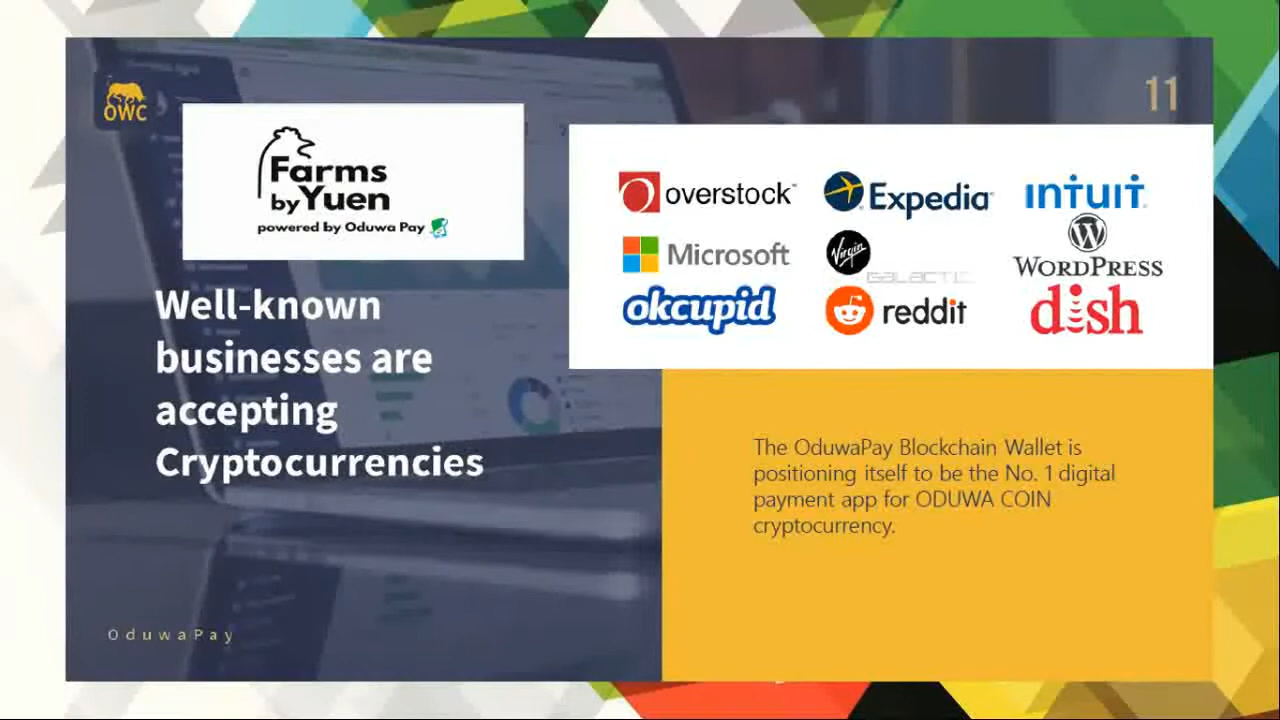 OWC
11
Farms
by Yuen
powered by Oduwa Pay
Well-known
businesses are
accepting
Cryptocurrencies
overstock™
Expedia
INTUIT
Microsoft
Virgin
GALACTIC
WORDPRESS
okcupid
reddit
dish
The OduwaPay Blockchain Wallet is
positioning itself to be the No. 1 digital
payment app for ODUWA COIN
cryptocurrency.
OduwaPay